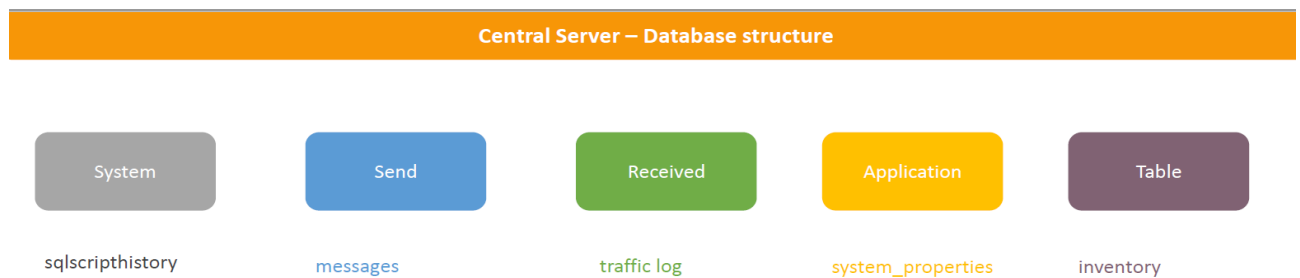 Central Server – Database structure
System
Send
Received
Application
Table
sqlscripthistory
messages
traffic log
system_properties
inventory